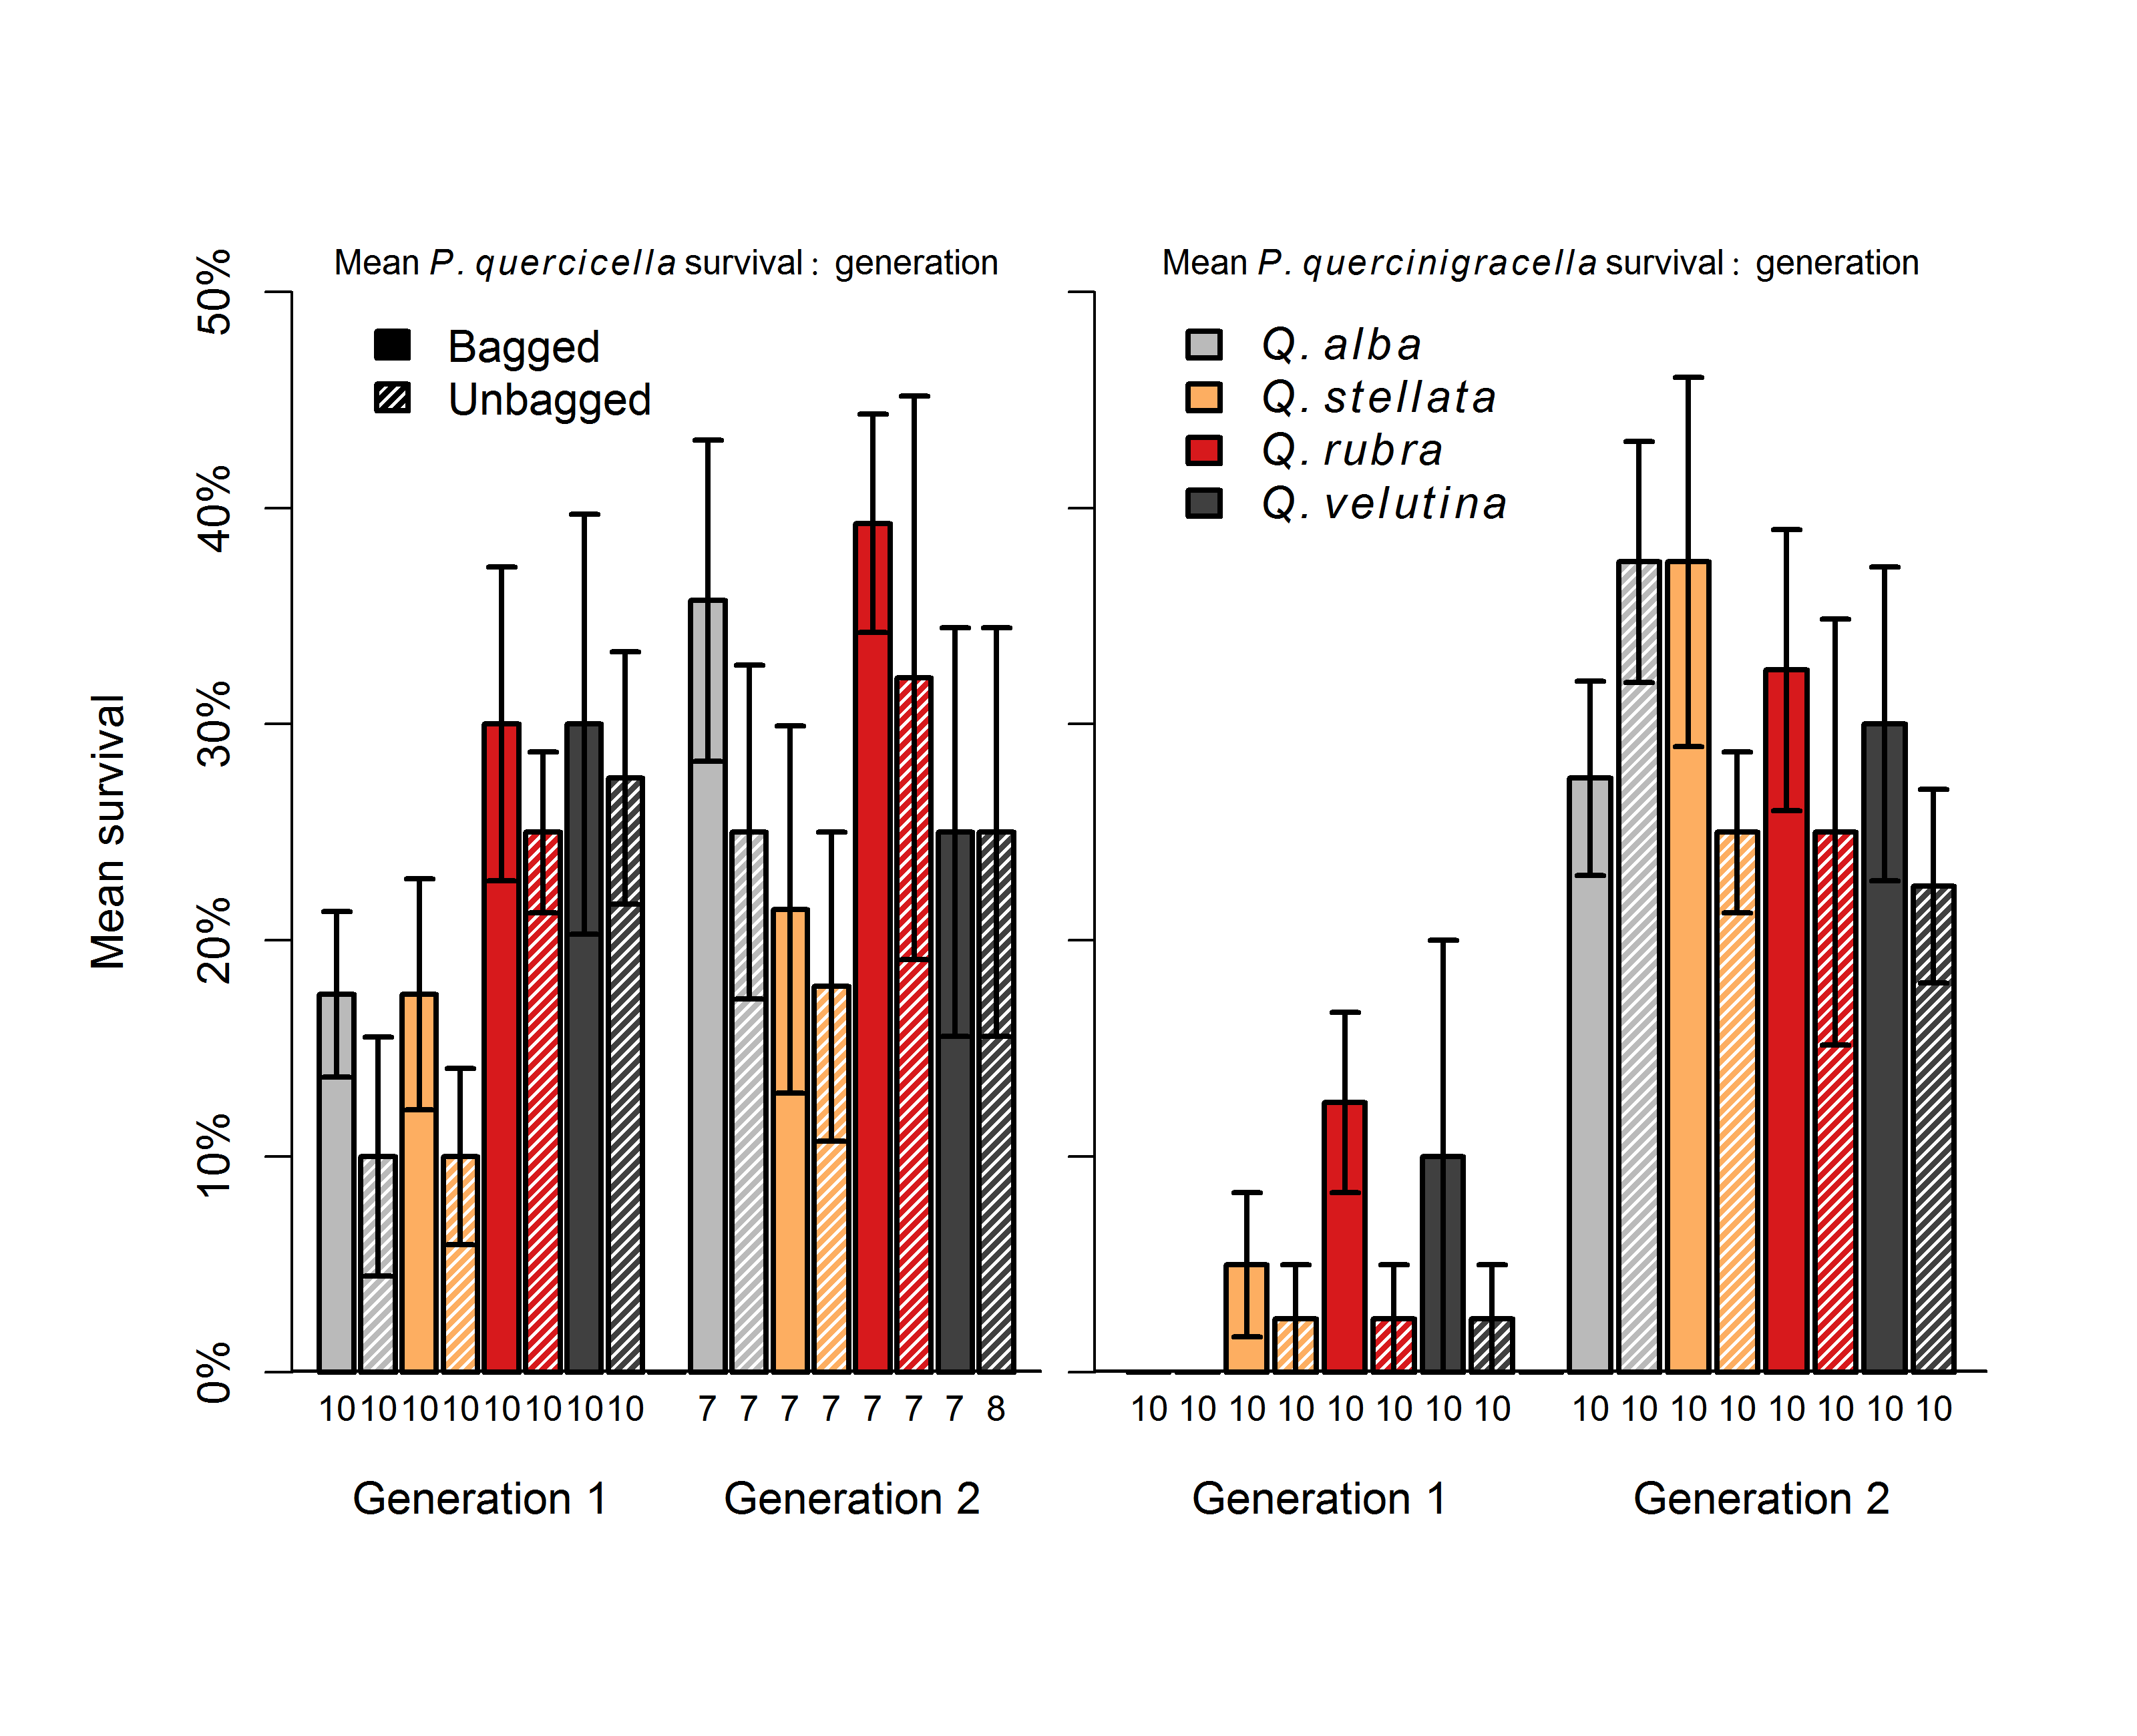 Mean P. quercicella survival : generation
Mean P. quercinigracella survival : generation
50%
40%
30%
20%
10%
0%
Mean survival
Bagged
Unbagged
Q. alba
Q. stellata
Q. rubra
Q. velutina
10 10 10 10 10 10 10 10 7 7 7 7 7 7 7 8
10 10 10 10 10 10 10 10 10 10 10 10 10 10 10 10
Generation 1 Generation 2
Generation 1 Generation 2